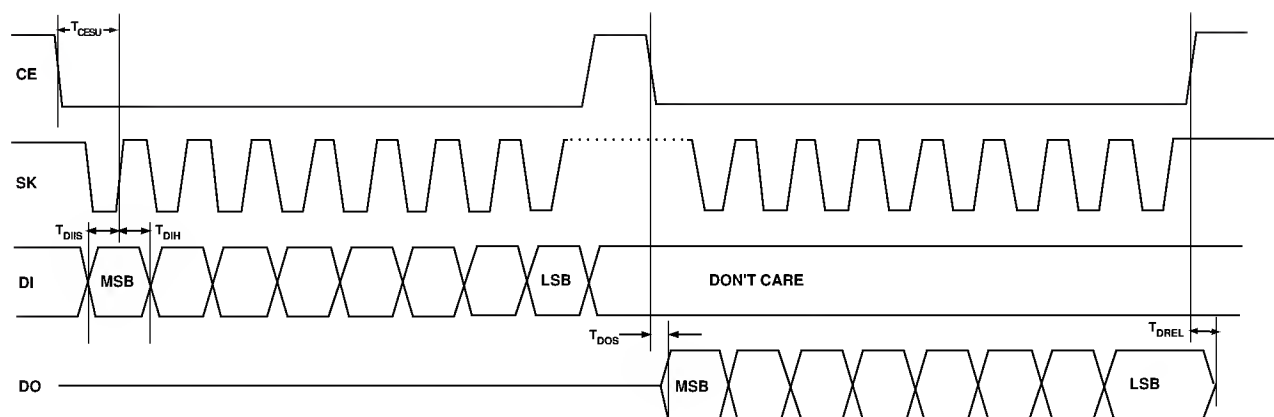 TCESU
CE
SK
TDIIS
TDIH
DI
MSB
LSB
DON'T CARE
TDOS
TDREL
DO
MSB
LSB